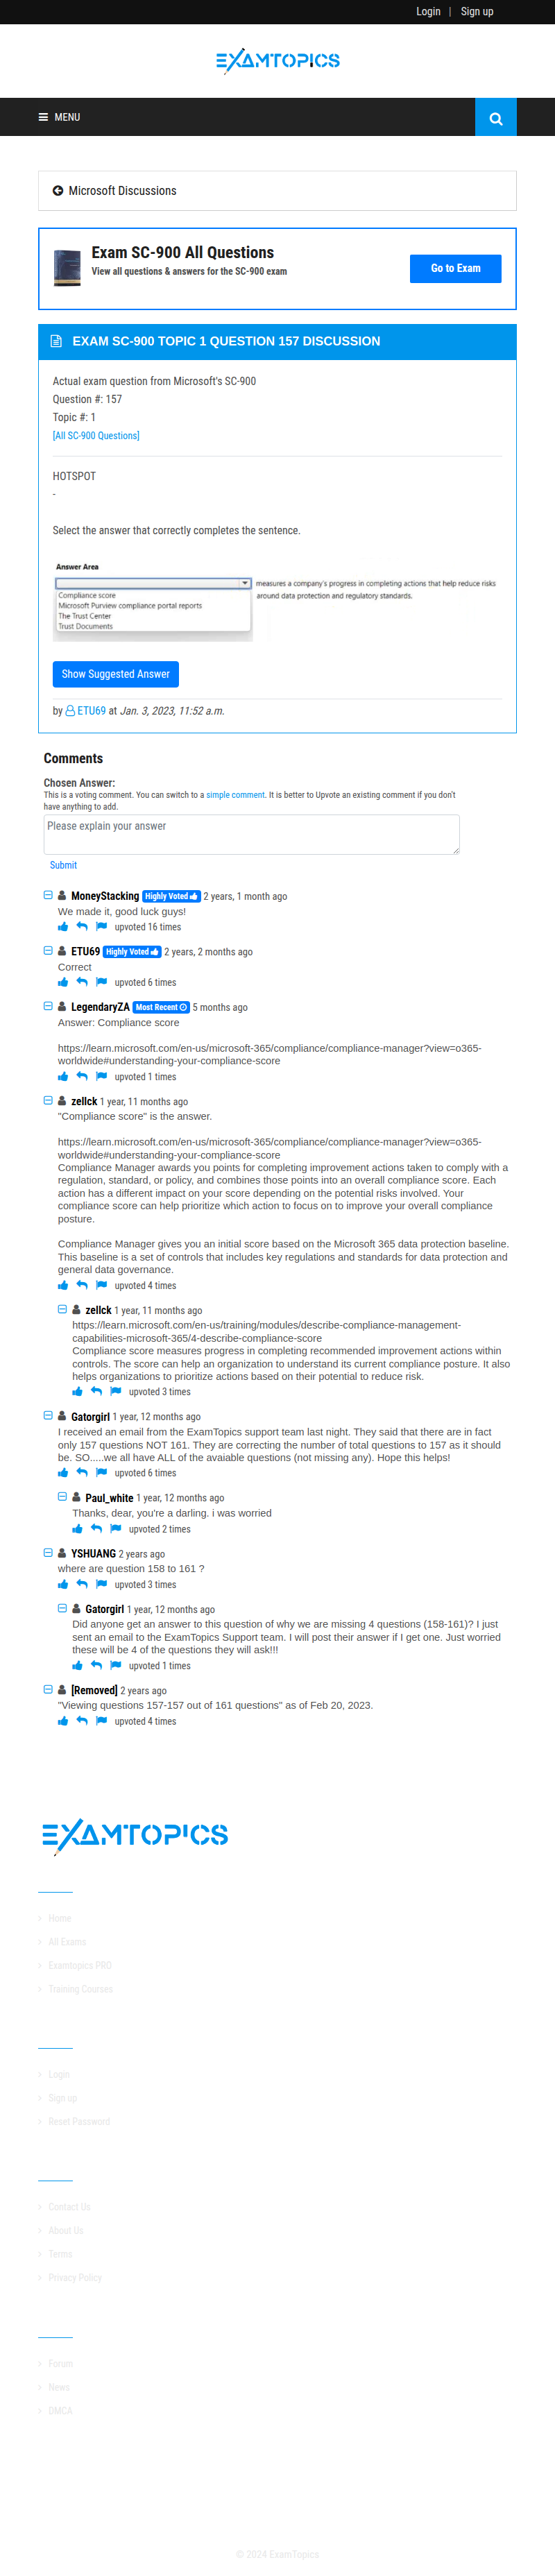 Login | Sign up
EXAMTOPICS
MENU
Microsoft Discussions
Exam SC-900 All Questions
View all questions & answers for the SC-900 exam
Go to Exam
EXAM SC-900 TOPIC 1 QUESTION 157 DISCUSSION
Actual exam question from Microsoft's SC-900
Question #: 157
Topic #: 1
[All SC-900 Questions]
HOTSPOT
-
Select the answer that correctly completes the sentence.
Answer Area
measures a company's progress in completing actions that help reduce risks
around data protection and regulatory standards.
Compliance score
Microsoft Purview compliance portal reports
The Trust Center
Trust Documents
Show Suggested Answer
by ETU69 at Jan. 3, 2023, 11:52 a.m.
Comments
Chosen Answer:
This is a voting comment. You can switch to a simple comment. It is better to Upvote an existing comment if you don't
have anything to add.
Please explain your answer
Submit
MoneyStacking Highly Voted 2 years, 1 month ago
We made it, good luck guys!
upvoted 16 times
ETU69 Highly Voted 2 years, 2 months ago
Correct
upvoted 6 times
LegendaryZA Most Recent 5 months ago
Answer: Compliance score
https://learn.microsoft.com/en-us/microsoft-365/compliance/compliance-manager?view=o365-
worldwide#understanding-your-compliance-score
upvoted 1 times
zellck 1 year, 11 months ago
"Compliance score" is the answer.
https://learn.microsoft.com/en-us/microsoft-365/compliance/compliance-manager?view=o365-
worldwide#understanding-your-compliance-score
Compliance Manager awards you points for completing improvement actions taken to comply with a
regulation, standard, or policy, and combines those points into an overall compliance score. Each
action has a different impact on your score depending on the potential risks involved. Your
compliance score can help prioritize which action to focus on to improve your overall compliance
posture.
Compliance Manager gives you an initial score based on the Microsoft 365 data protection baseline.
This baseline is a set of controls that includes key regulations and standards for data protection and
general data governance.
upvoted 4 times
zellck 1 year, 11 months ago
https://learn.microsoft.com/en-us/training/modules/describe-compliance-management-
capabilities-microsoft-365/4-describe-compliance-score
Compliance score measures progress in completing recommended improvement actions within
controls. The score can help an organization to understand its current compliance posture. It also
helps organizations to prioritize actions based on their potential to reduce risk.
upvoted 3 times
Gatorgirl 1 year, 12 months ago
I received an email from the ExamTopics support team last night. They said that there are in fact
only 157 questions NOT 161. They are correcting the number of total questions to 157 as it should
be. SO.....we all have ALL of the avaiable questions (not missing any). Hope this helps!
upvoted 6 times
Paul_white 1 year, 12 months ago
Thanks, dear, you're a darling. i was worried
upvoted 2 times
YSHUANG 2 years ago
where are question 158 to 161 ?
upvoted 3 times
Gatorgirl 1 year, 12 months ago
Did anyone get an answer to this question of why we are missing 4 questions (158-161)? I just
sent an email to the ExamTopics Support team. I will post their answer if I get one. Just worried
these will be 4 of the questions they will ask!!!
upvoted 1 times
[Removed] 2 years ago
"Viewing questions 157-157 out of 161 questions" as of Feb 20, 2023.
upvoted 4 times
EXAMTOPICS
Home
All Exams
Examtopics PRO
Training Courses
Login
Sign up
Reset Password
Contact Us
About Us
Terms
Privacy Policy
Forum
News
DMCA
© 2024 ExamTopics